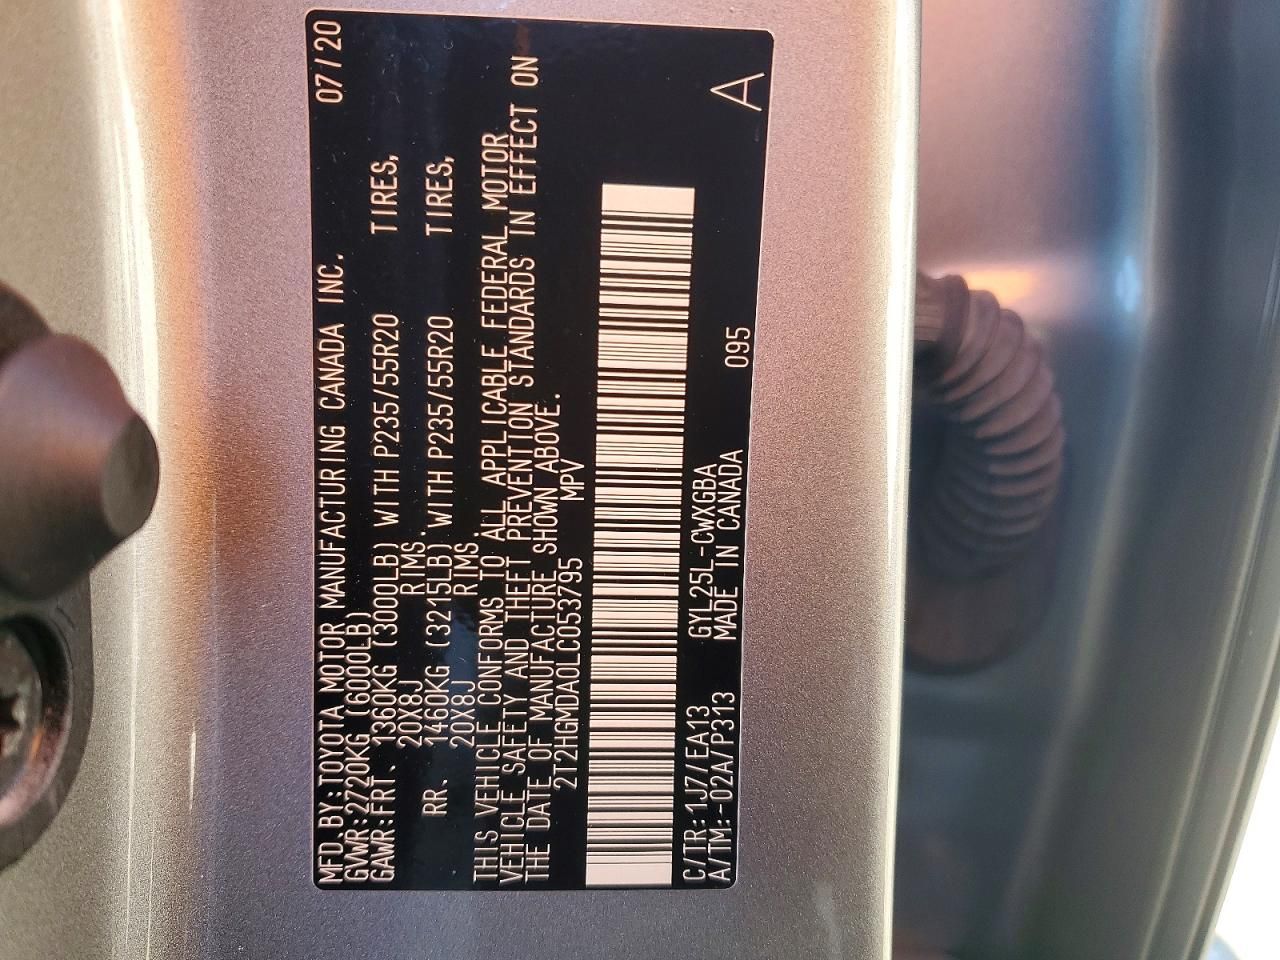 MFD.BY:TOYOTA MOTOR MANUFACTURING CANADA INC. 07/20
GVWR:2720KG (6000LB)
GAWR:FRT. 1360KG (3000LB) WITH P235/55R20 TIRES,
20X8J RIMS.
RR. 1460KG (3215LB) WITH P235/55R20 TIRES,
20X8J RIMS.
THIS VEHICLE CONFORMS TO ALL APPLICABLE FEDERAL MOTOR
VEHICLE SAFETY AND THEFT PREVENTION STANDARDS IN EFFECT ON
THE DATE OF MANUFACTURE SHOWN ABOVE.
2T2HGMDA0LC053795 MPV
C/TR:1J7/EA13 GYL25L-CWXGBA 095 A
A/TM:-02A/P313 MADE IN CANADA